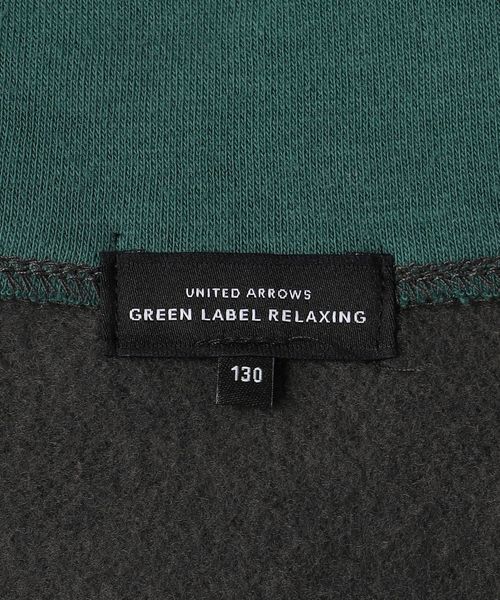 UNITED ARROWS
GREEN LABEL RELAXING
130